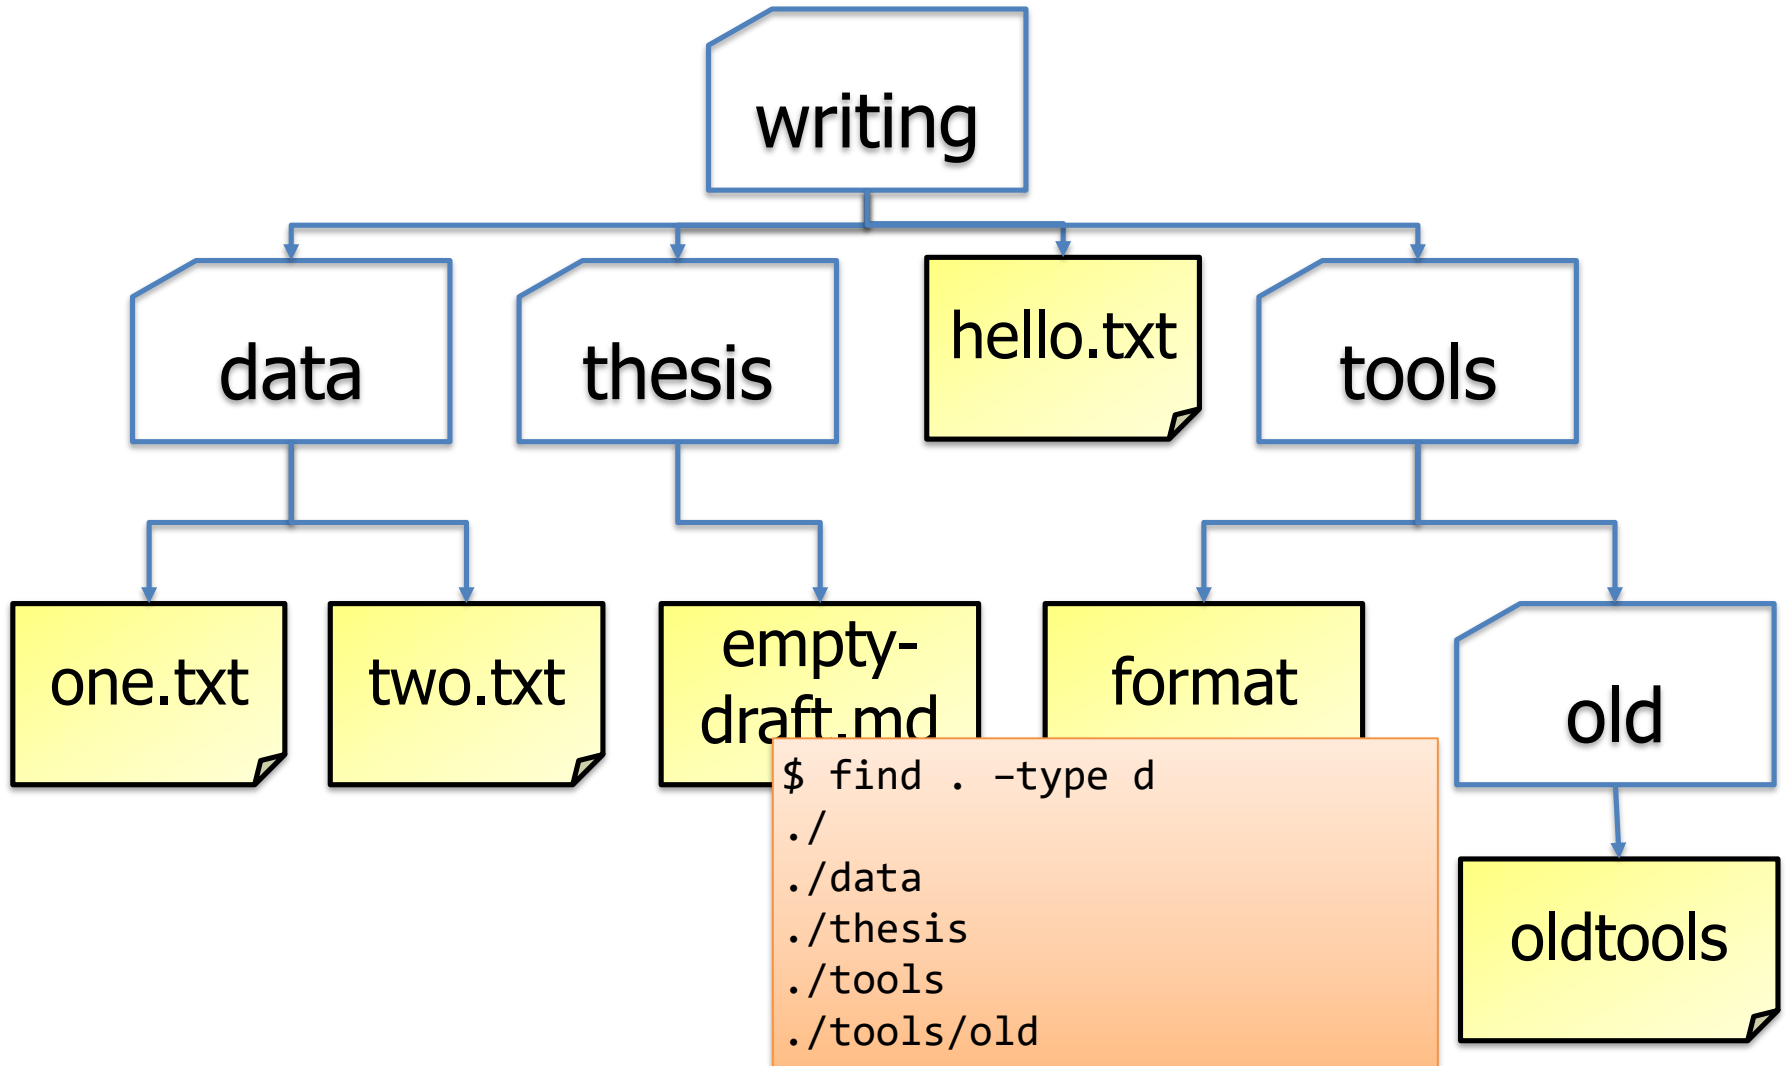 writing
data
thesis
hello.txt
tools
one.txt
two.txt
empty-
draft.md
format
old
$ find . –type d
./
./data
./thesis
./tools
./tools/old
oldtools